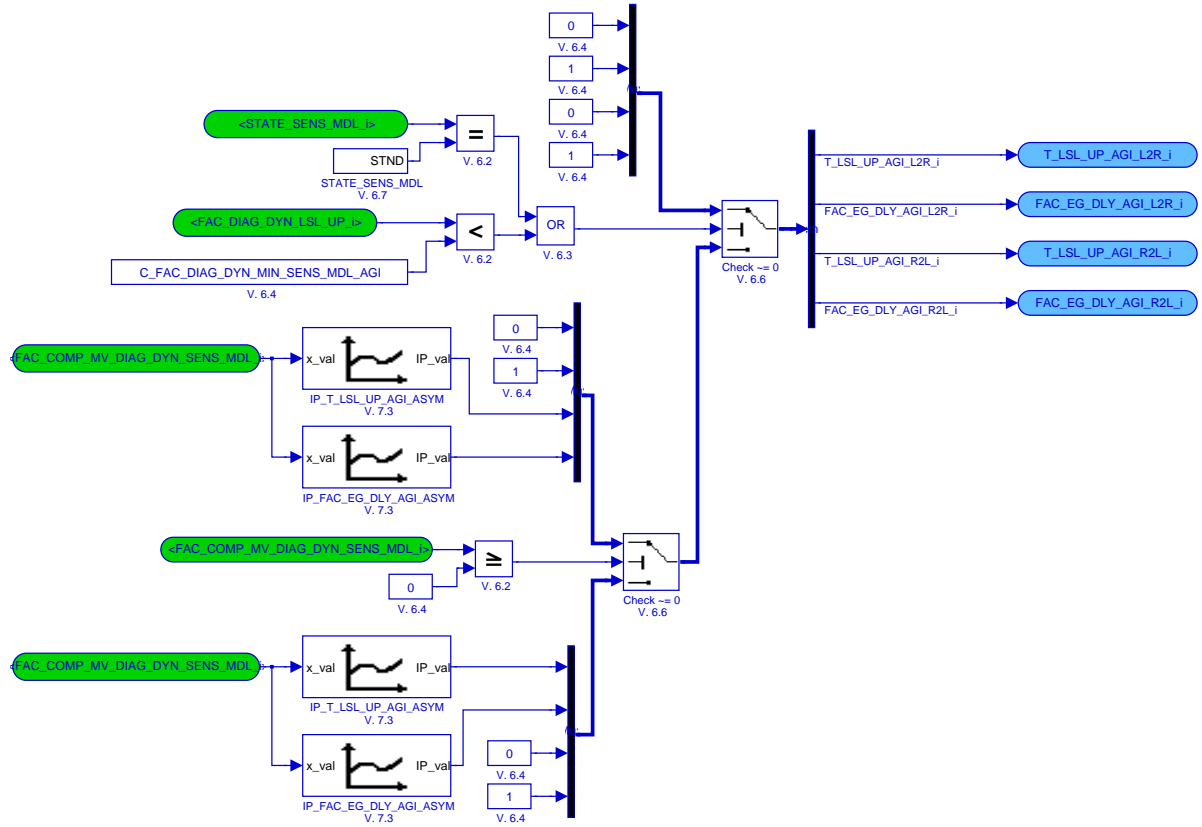 0
V. 6.4
1
V. 6.4
0
V. 6.4
1
V. 6.4
<STATE_SENS_MDL_i>
=
V. 6.2
STND
STATE_SENS_MDL
V. 6.7
<FAC_DIAG_DYN_LSL_UP_i>
<
V. 6.2
OR
V. 6.3
C_FAC_DIAG_DYN_MIN_SENS_MDL_AGI
V. 6.4
Check ~= 0
V. 6.6
T_LSL_UP_AGI_L2R_i
T_LSL_UP_AGI_L2R_i
FAC_EG_DLY_AGI_L2R_i
FAC_EG_DLY_AGI_L2R_i
T_LSL_UP_AGI_R2L_i
T_LSL_UP_AGI_R2L_i
FAC_EG_DLY_AGI_R2L_i
FAC_EG_DLY_AGI_R2L_i
<FAC_COMP_MV_DIAG_DYN_SENS_MDL_i>
x_val
IP_val
IP_T_LSL_UP_AGI_ASYM
V. 7.3
0
V. 6.4
1
V. 6.4
x_val
IP_val
IP_FAC_EG_DLY_AGI_ASYM
V. 7.3
<FAC_COMP_MV_DIAG_DYN_SENS_MDL_i>
≥
V. 6.2
0
V. 6.4
Check ~= 0
V. 6.6
<FAC_COMP_MV_DIAG_DYN_SENS_MDL_i>
x_val
IP_val
IP_T_LSL_UP_AGI_ASYM
V. 7.3
x_val
IP_val
IP_FAC_EG_DLY_AGI_ASYM
V. 7.3
0
V. 6.4
1
V. 6.4